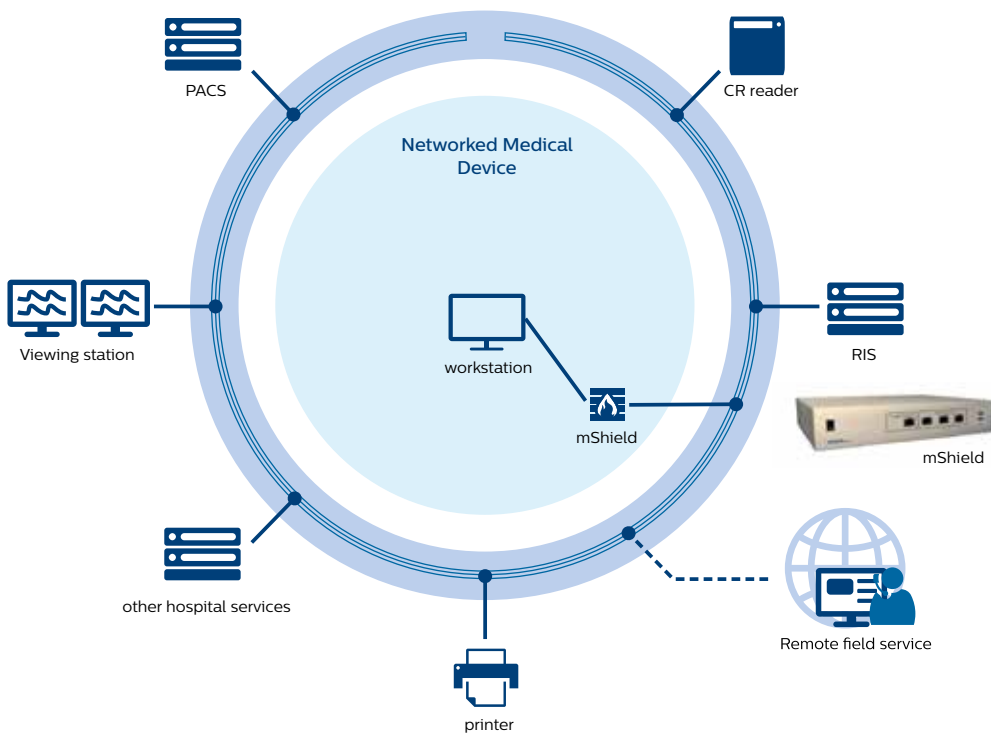 PACS
CR reader
Networked Medical
Device
Viewing station
workstation
RIS
mShield
mShield
other hospital services
Remote field service
printer